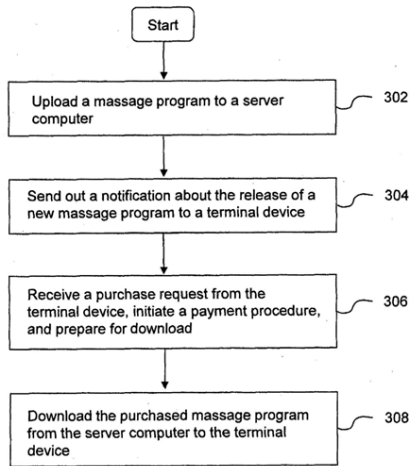 Start
Upload a massage program to a server
computer
302
Send out a notification about the release of a
new massage program to a terminal device
304
Receive a purchase request from the
terminal device, initiate a payment procedure,
and prepare for download
306
Download the purchased massage program
from the server computer to the terminal
device
308